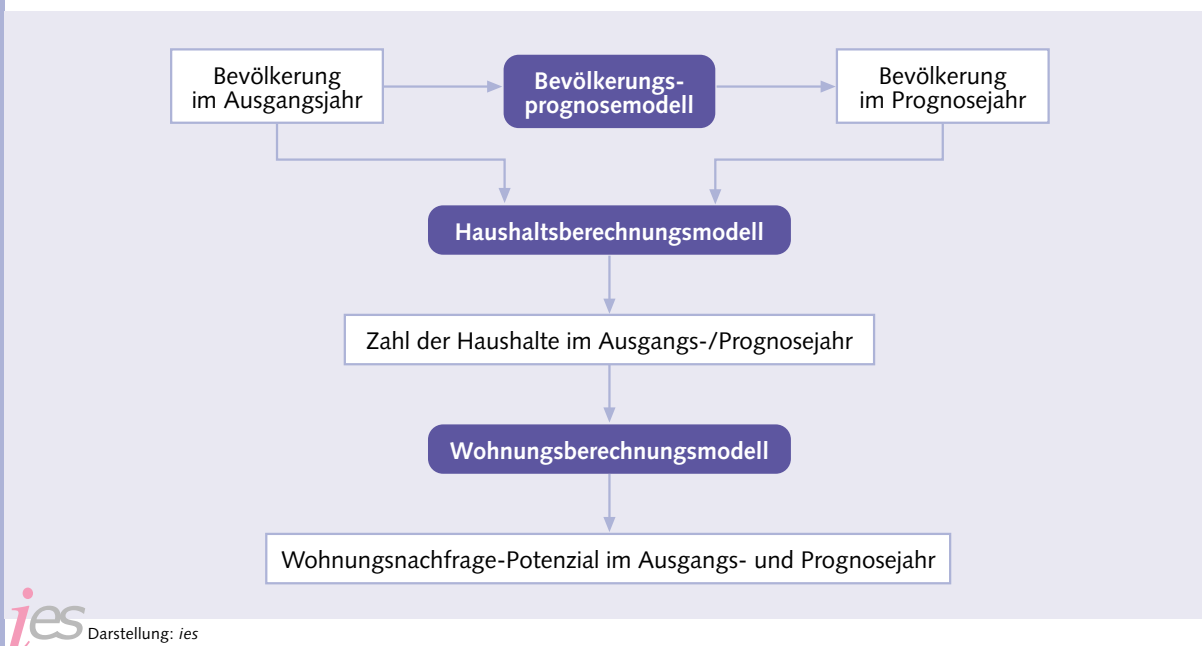 Bevölkerung
im Ausgangsjahr
Bevölkerungs-
prognosemodell
Bevölkerung
im Prognosejahr
Haushaltsberechnungsmodell
Zahl der Haushalte im Ausgangs-/Prognosejahr
Wohnungsberechnungsmodell
Wohnungsnachfrage-Potenzial im Ausgangs- und Prognosejahr
ies Darstellung: ies